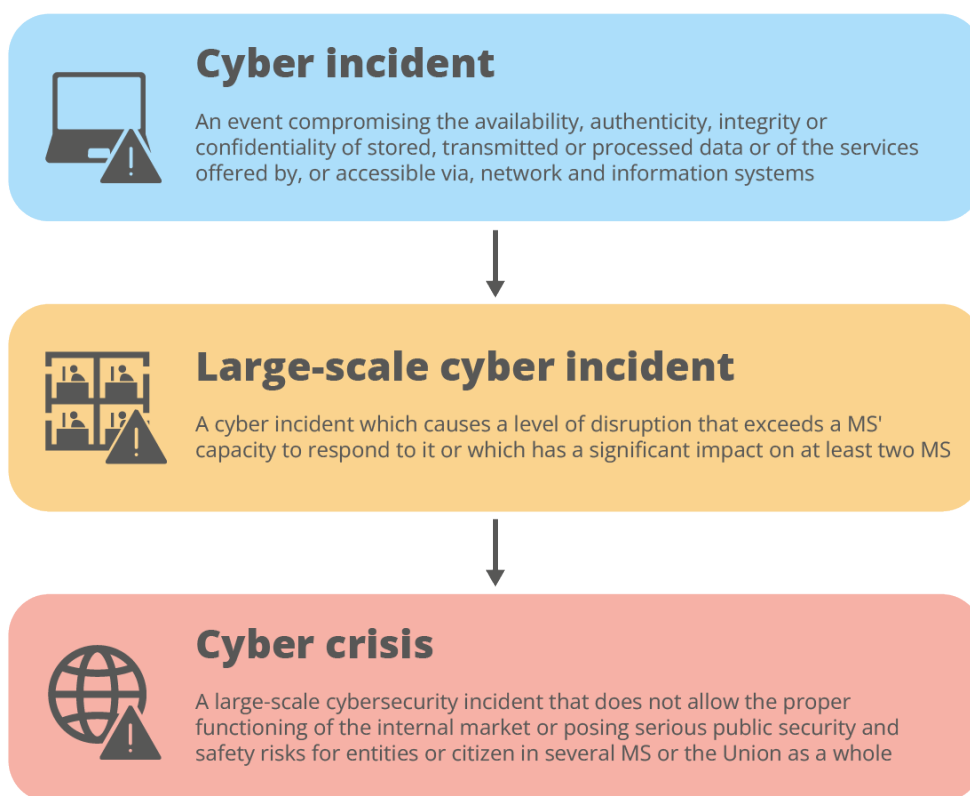 Cyber incident
An event compromising the availability, authenticity, integrity or
confidentiality of stored, transmitted or processed data or of the services
offered by, or accessible via, network and information systems
Large-scale cyber incident
A cyber incident which causes a level of disruption that exceeds a MS'
capacity to respond to it or which has a significant impact on at least two MS
Cyber crisis
A large-scale cybersecurity incident that does not allow the proper
functioning of the internal market or posing serious public security and
safety risks for entities or citizen in several MS or the Union as a whole